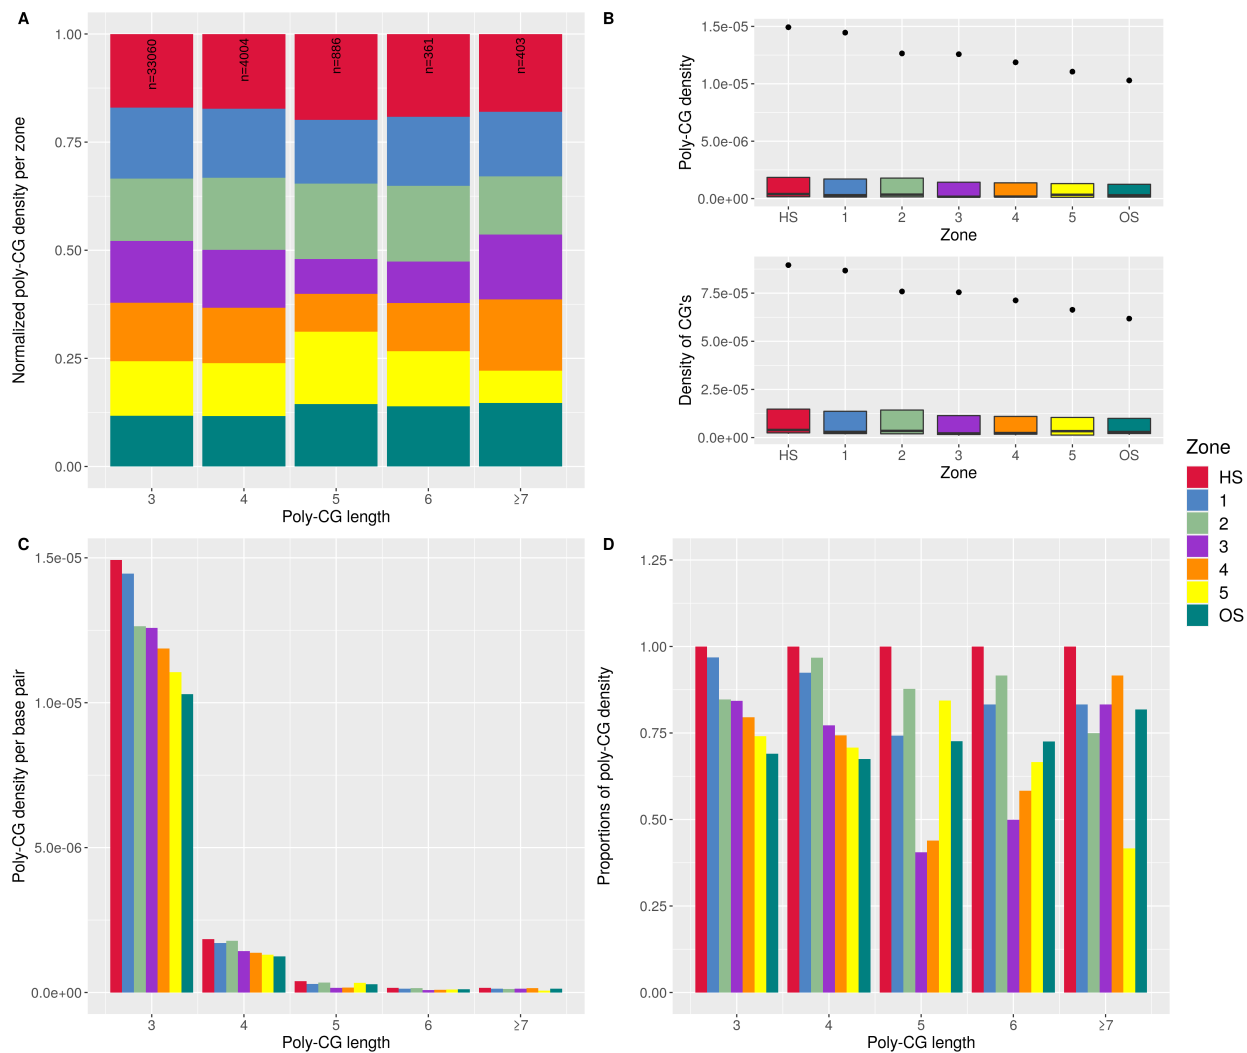 A
1.00
0.75
0.50
0.25
0.00
Normalized poly-CG density per zone
n=33060
n=4004
n=886
n=361
n=403
3 4 5 6 ≥7
Poly-CG length
B
1.5e-05
1.0e-05
5.0e-06
0.0e+00
Poly-CG density
HS 1 2 3 4 5 OS
Zone
7.5e-05
5.0e-05
2.5e-05
0.0e+00
Density of CG's
HS 1 2 3 4 5 OS
Zone
Zone
HS
1
2
3
4
5
OS
C
1.5e-05
1.0e-05
5.0e-06
0.0e+00
Poly-CG density per base pair
3 4 5 6 ≥7
Poly-CG length
D
1.25
1.00
0.75
0.50
0.25
0.00
Proportions of poly-CG density
3 4 5 6 ≥7
Poly-CG length